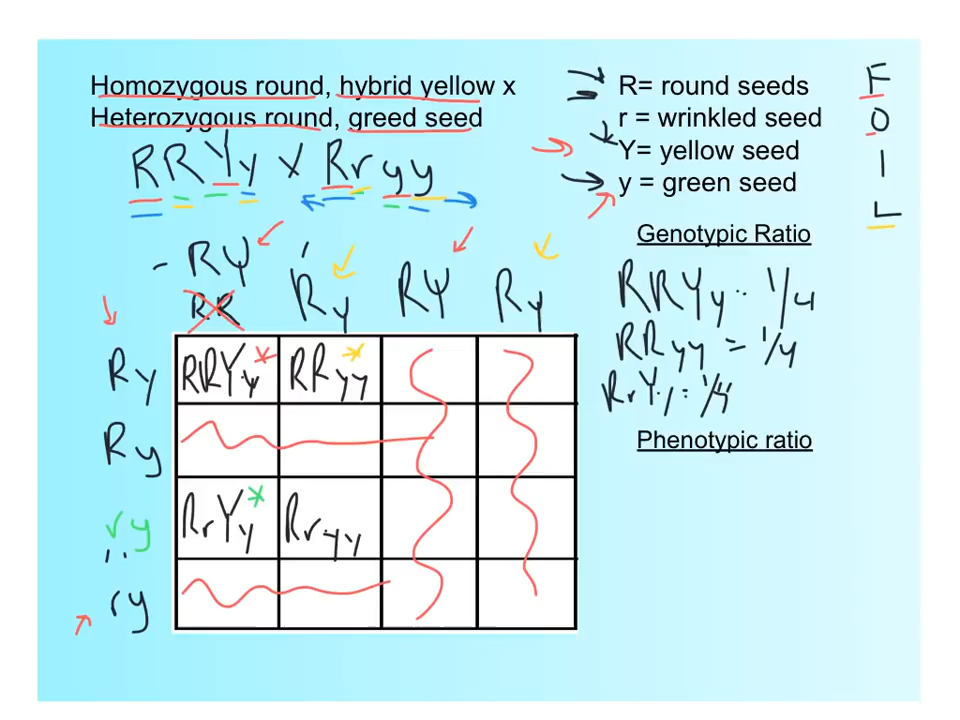 Homozygous round, hybrid yellow x
Heterozygous round, greed seed
RRYy x Rryy
R= round seeds
r = wrinkled seed
Y= yellow seed
y = green seed
F
O
I
L
Genotypic Ratio
RRYy = 1/4
RRyy = 1/4
RrYy = 1/4
Phenotypic ratio
- RY Ry RY Ry
RR
Ry RRYy* RRyy*
Ry
ry RrYy* Rryy
ry